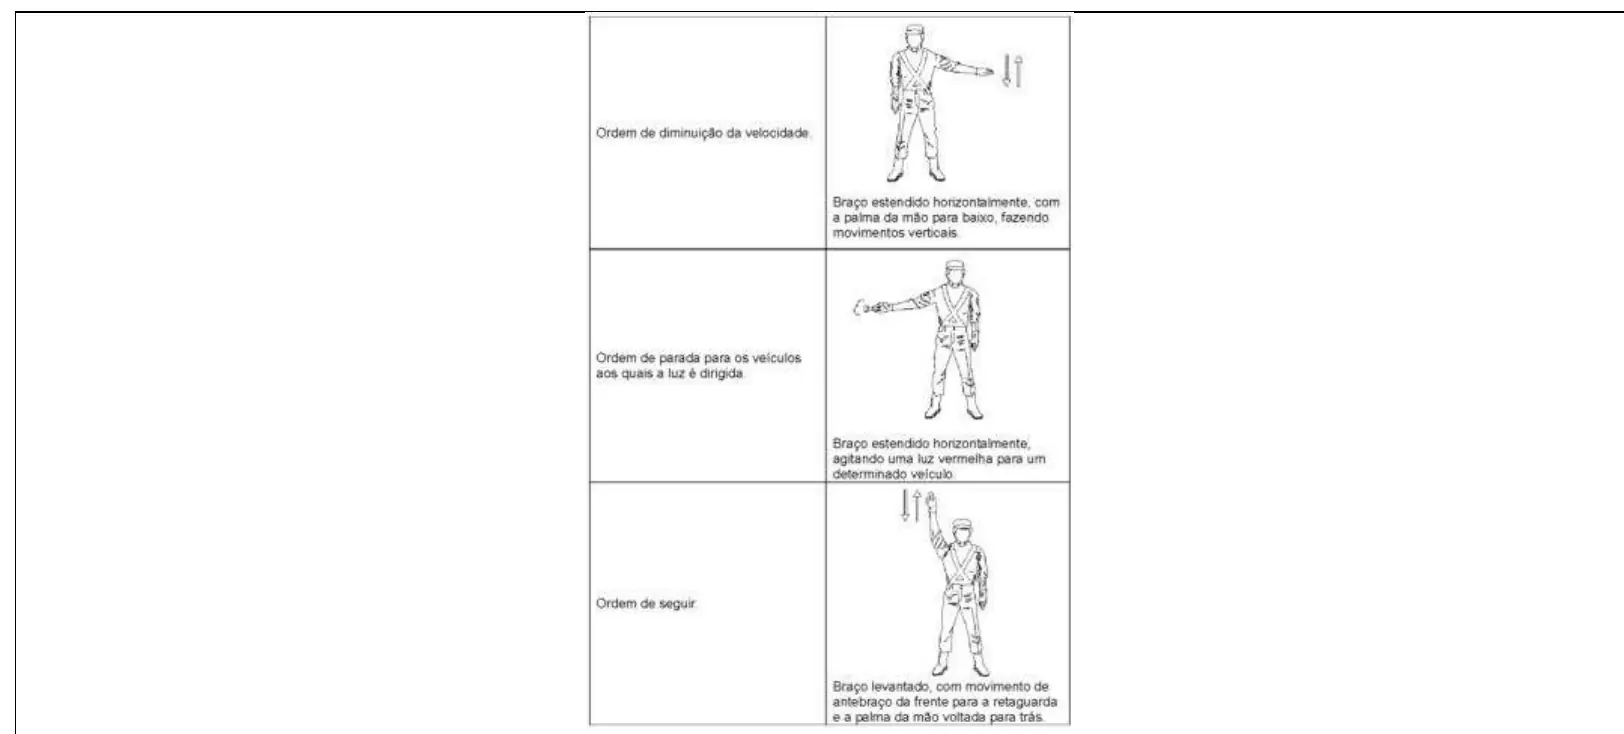 Ordem de diminuição da velocidade.
Braço estendido horizontalmente, com
a palma da mão para baixo, fazendo
movimentos verticais.
Ordem de parada para os veículos
aos quais a luz é dirigida.
Braço estendido horizontalmente,
agitando uma luz vermelha para um
determinado veículo.
Ordem de seguir.
Braço levantado, com movimento de
antebraço da frente para a retaguarda
e a palma da mão voltada para trás.